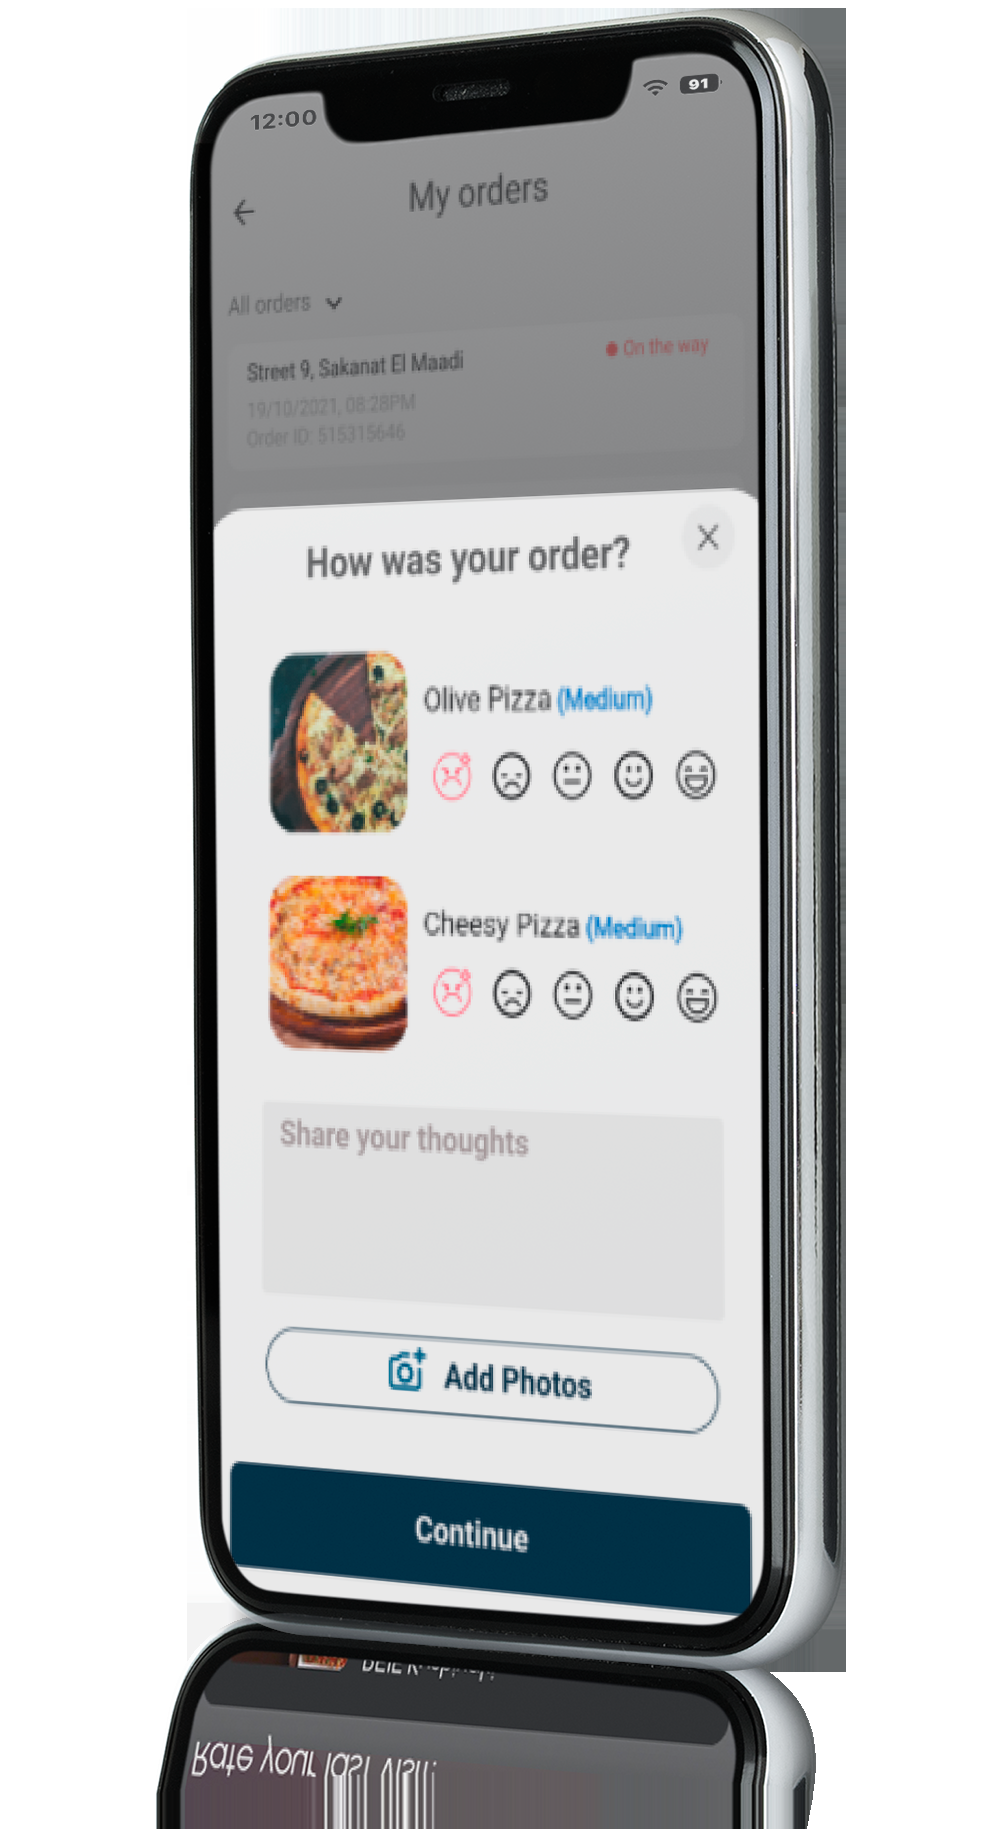 12:00
91
My orders
All orders
Street 9, Sakanat El Maadi
On the way
19/10/2021, 08:28PM
Order ID: 515315646
How was your order?
Olive Pizza (Medium)
Cheesy Pizza (Medium)
Share your thoughts
Add Photos
Continue
Rate your last visit!